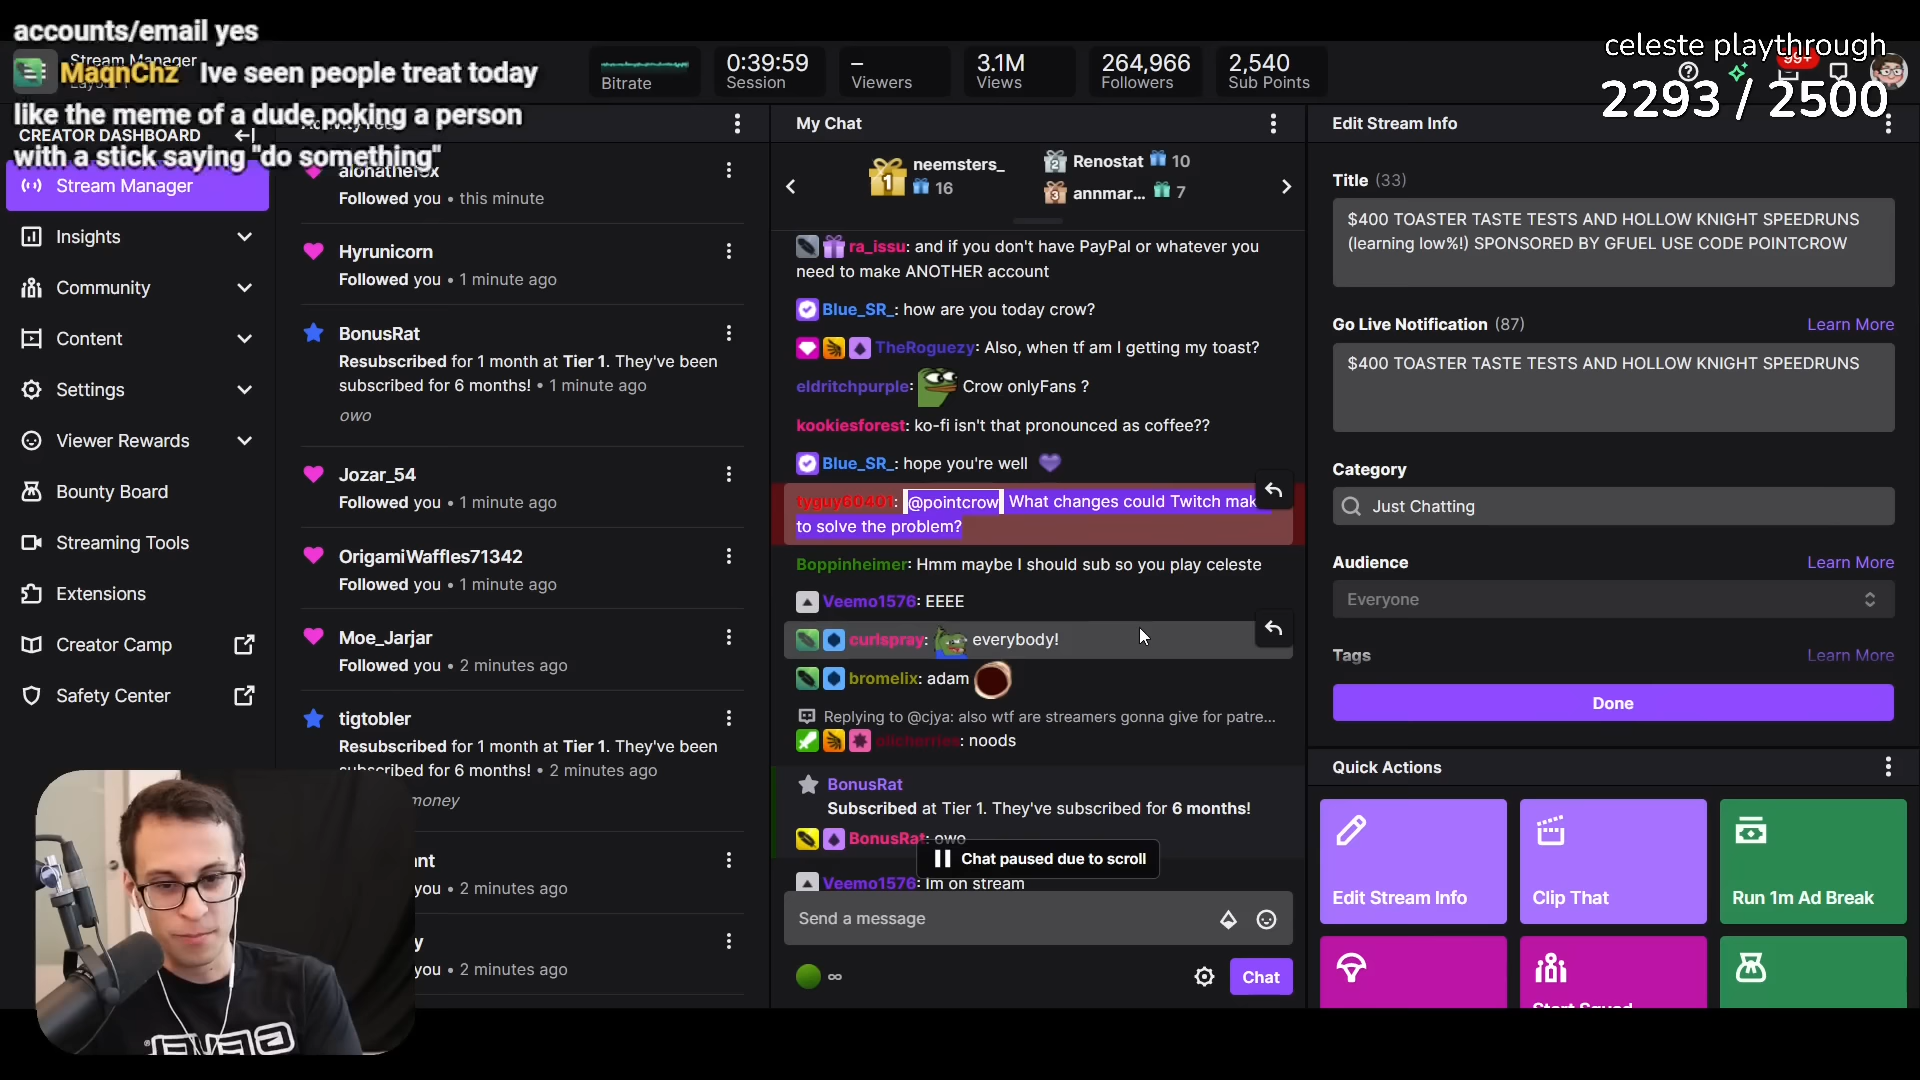 accounts/email yes
MaqnChz Ive seen people treat today
like the meme of a dude poking a person
with a stick saying "do something"
Stream Manager
0:39:59
Session
Bitrate
–
Viewers
3.1M
Views
264,966
Followers
2,540
Sub Points
celeste playthrough
99+
2293 / 2500
CREATOR DASHBOARD
Stream Manager
Insights
Community
Content
Settings
Viewer Rewards
Bounty Board
Streaming Tools
Extensions
Creator Camp
Safety Center
Followed you • this minute
Hyrunicorn
Followed you • 1 minute ago
BonusRat
Resubscribed for 1 month at Tier 1. They've been
subscribed for 6 months! • 1 minute ago
owo
Jozar_54
Followed you • 1 minute ago
OrigamiWaffles71342
Followed you • 1 minute ago
Moe_Jarjar
Followed you • 2 minutes ago
tigtobler
Resubscribed for 1 month at Tier 1. They've been
subscribed for 6 months! • 2 minutes ago
money
ant
you • 2 minutes ago
y
you • 2 minutes ago
My Chat
1
neemsters_
16
2
Renostat 10
3
annmar... 7
ra_issu: and if you don't have PayPal or whatever you
need to make ANOTHER account
Blue_SR_: how are you today crow?
TheRoguezy: Also, when tf am I getting my toast?
eldritchpurple: Crow onlyFans ?
kookiesforest: ko-fi isn't that pronounced as coffee??
Blue_SR_: hope you're well
tyguy60401: @pointcrow What changes could Twitch mak
to solve the problem?
Boppinheimer: Hmm maybe I should sub so you play celeste
Veemo1576: EEEE
curlspray: everybody!
bromelix: adam
Replying to @cjya: also wtf are streamers gonna give for patre...
olicherries: noods
BonusRat
Subscribed at Tier 1. They've subscribed for 6 months!
BonusRat: owo
Chat paused due to scroll
Veemo1576: Im on stream
Send a message
∞
Chat
Edit Stream Info
Title (33)
$400 TOASTER TASTE TESTS AND HOLLOW KNIGHT SPEEDRUNS
(learning low%!) SPONSORED BY GFUEL USE CODE POINTCROW
Go Live Notification (87)
Learn More
$400 TOASTER TASTE TESTS AND HOLLOW KNIGHT SPEEDRUNS
Category
Just Chatting
Audience
Learn More
Everyone
Tags
Learn More
Done
Quick Actions
Edit Stream Info
Clip That
Run 1m Ad Break
Start Squad